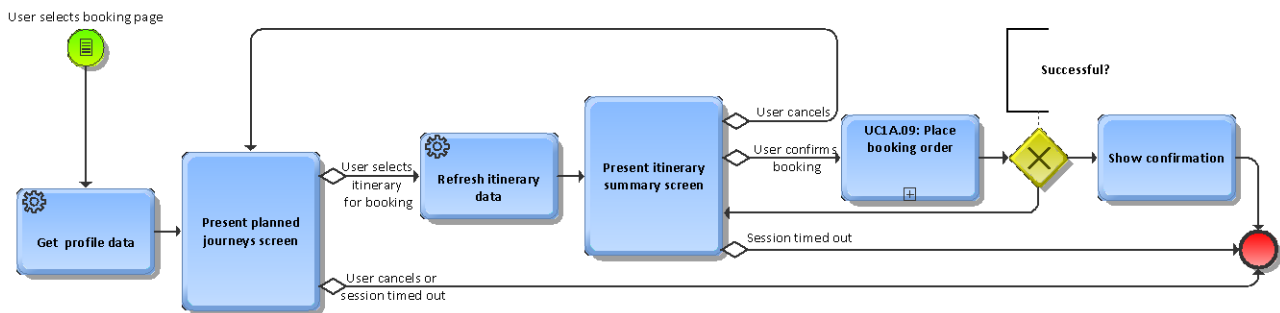 User selects booking page
Successful?
User cancels
UC1A.09: Place
booking order
User selects
itinerary
for booking
Refresh itinerary
data
Present itinerary
summary screen
User confirms
booking
Show confirmation
Get profile data
Present planned
journeys screen
Session timed out
User cancels or
session timed out